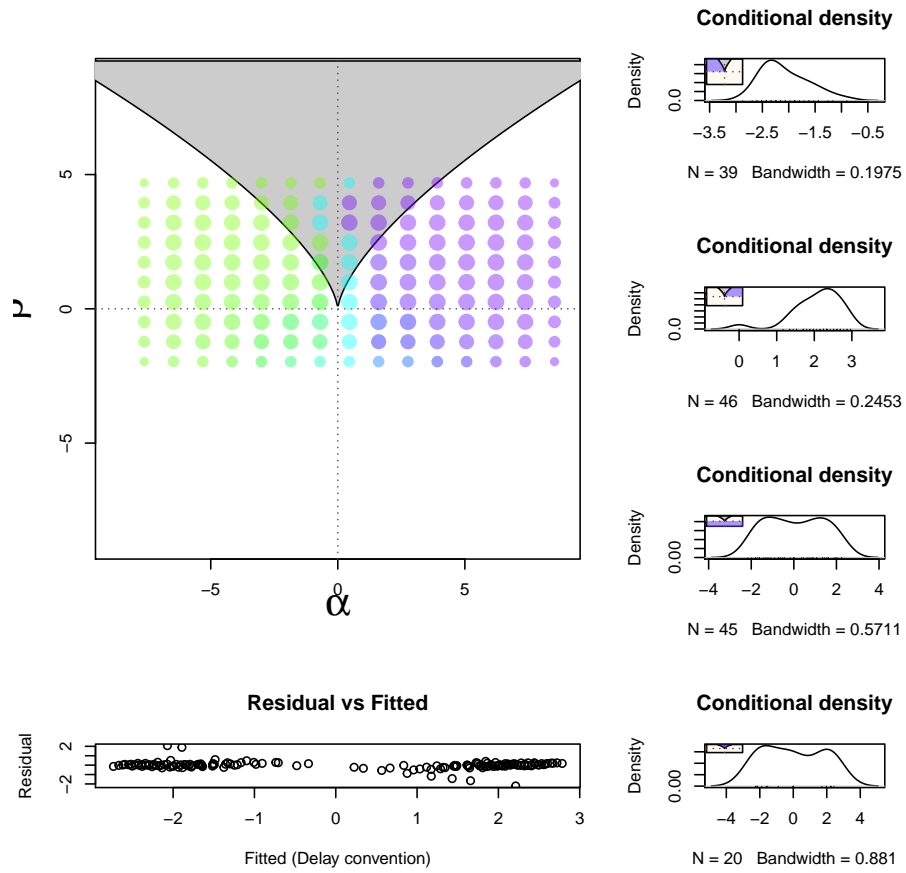 5
0
−5
−5 0 5
α
Conditional density
Density
0.0
−3.5 −2.5 −1.5 −0.5
N = 39 Bandwidth = 0.1975
Conditional density
Density
0.0
0 1 2 3
N = 46 Bandwidth = 0.2453
Conditional density
Density
0.00
−4 −2 0 2 4
N = 45 Bandwidth = 0.5711
Residual vs Fitted
Residual
2
−2
−2 −1 0 1 2 3
Fitted (Delay convention)
Conditional density
Density
0.00
−4 −2 0 2 4
N = 20 Bandwidth = 0.881